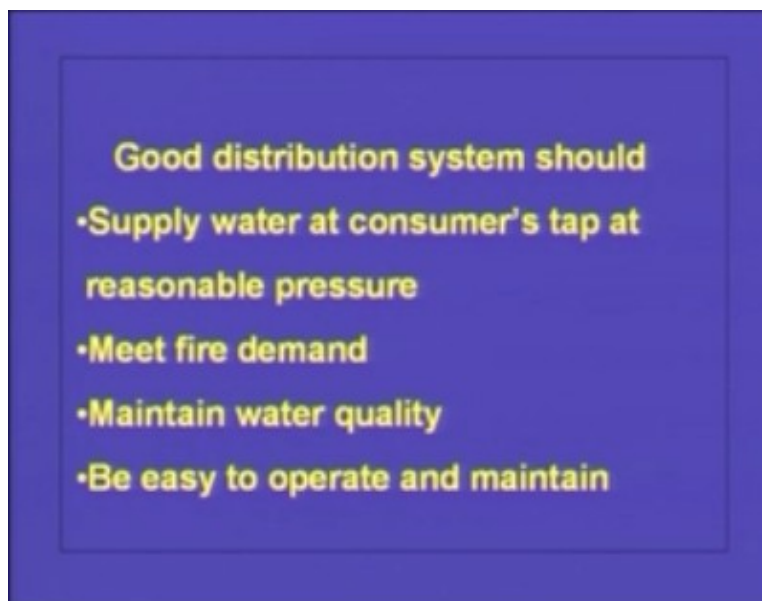 Good distribution system should
•Supply water at consumer's tap at
reasonable pressure
•Meet fire demand
•Maintain water quality
•Be easy to operate and maintain